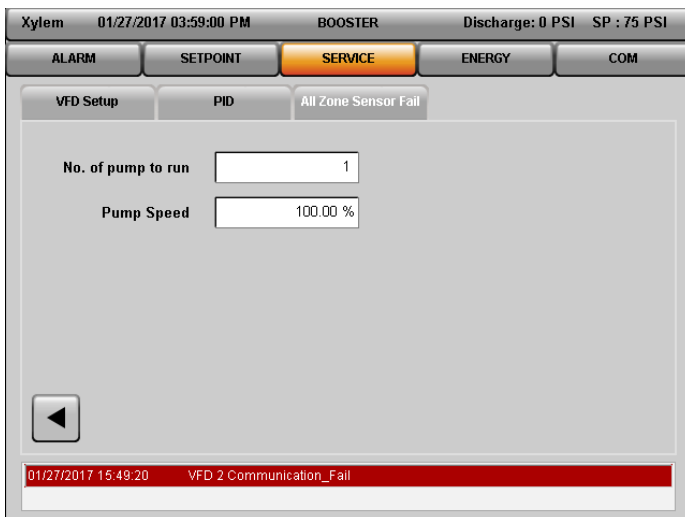 Xylem 01/27/2017 03:59:00 PM BOOSTER Discharge: 0 PSI SP : 75 PSI
ALARM SETPOINT SERVICE ENERGY COM
VFD Setup PID All Zone Sensor Fail
No. of pump to run 1
Pump Speed 100.00 %
01/27/2017 15:49:20 VFD 2 Communication_Fail